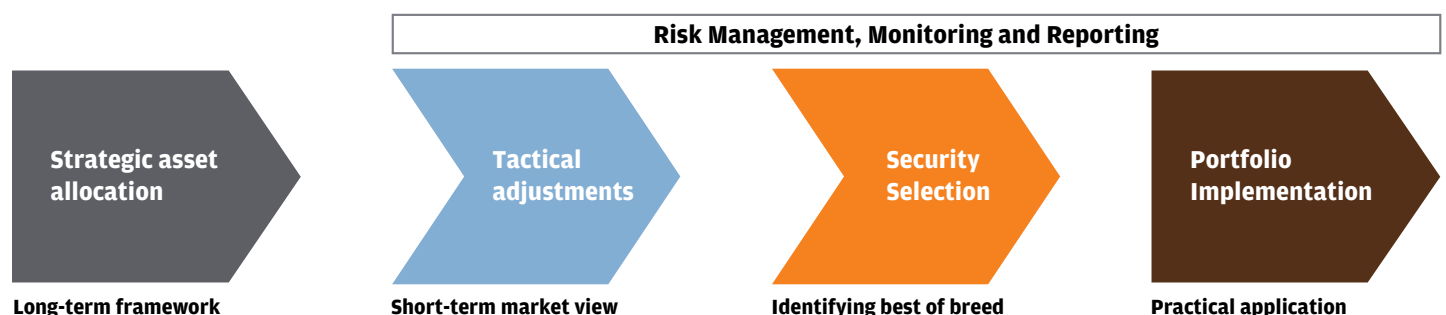 Risk Management, Monitoring and Reporting
Strategic asset
allocation
Tactical
adjustments
Security
Selection
Portfolio
Implementation
Long-term framework
Short-term market view
Identifying best of breed
Practical application